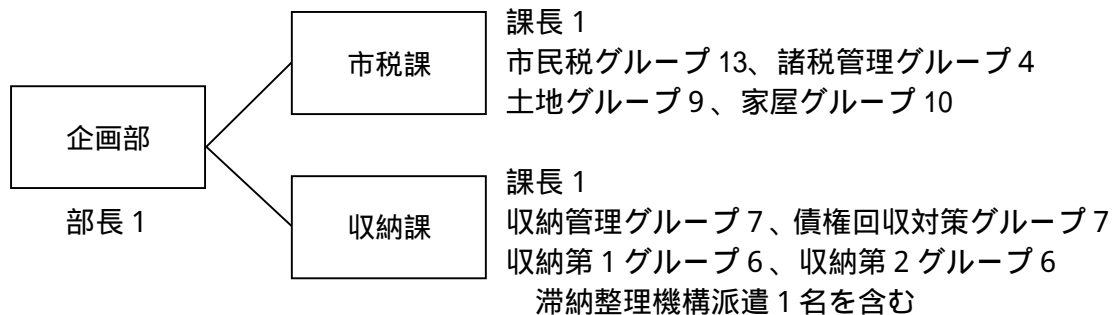 企画部
部長 1
市税課
課長 1
市民税グループ 13、諸税管理グループ 4
土地グループ 9、家屋グループ 10
収納課
課長 1
収納管理グループ 7、債権回収対策グループ 7
収納第 1 グループ 6、収納第 2 グループ 6
滞納整理機構派遣 1 名を含む